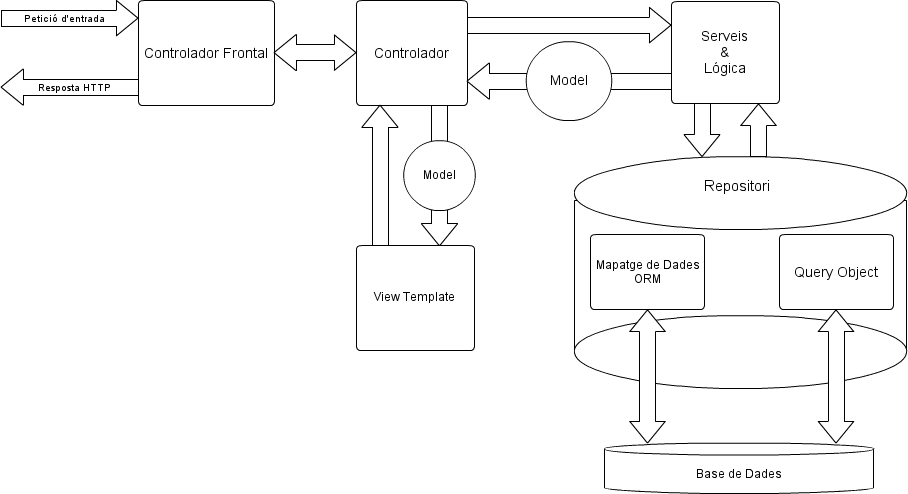 Petició d'entrada
Controlador Frontal
Controlador
Serveis
&
Lógica
Resposta HTTP
Model
Model
Repositori
View Template
Mapatge de Dades
ORM
Query Object
Base de Dades